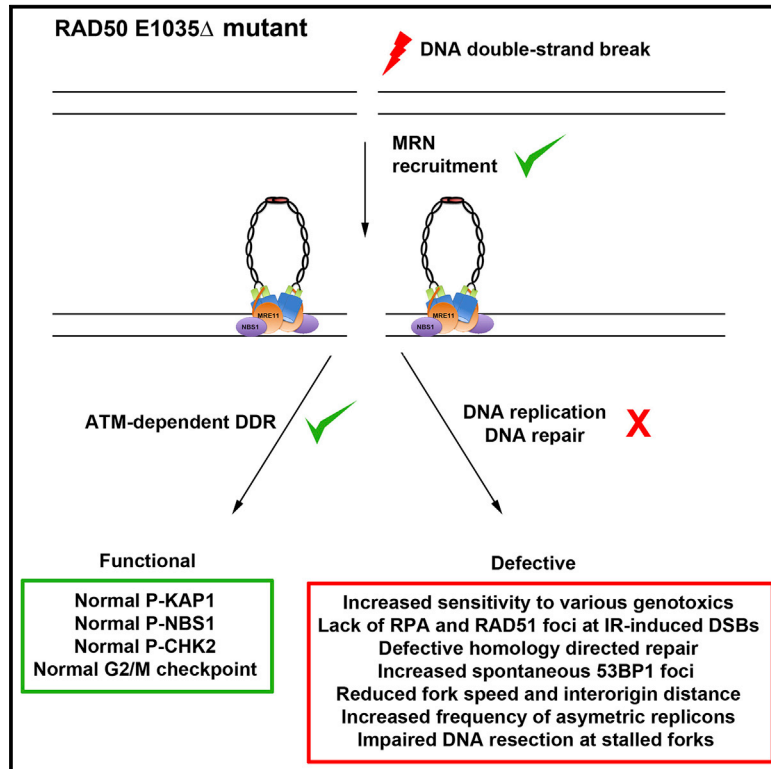 RAD50 E1035Δ mutant
DNA double-strand break
MRN
recruitment
MRE11
NBS1
MRE11
NBS1
ATM-dependent DDR
DNA replication
DNA repair
X
Functional
Normal P-KAP1
Normal P-NBS1
Normal P-CHK2
Normal G2/M checkpoint
Defective
Increased sensitivity to various genotoxics
Lack of RPA and RAD51 foci at IR-induced DSBs
Defective homology directed repair
Increased spontaneous 53BP1 foci
Reduced fork speed and interorigin distance
Increased frequency of asymetric replicons
Impaired DNA resection at stalled forks